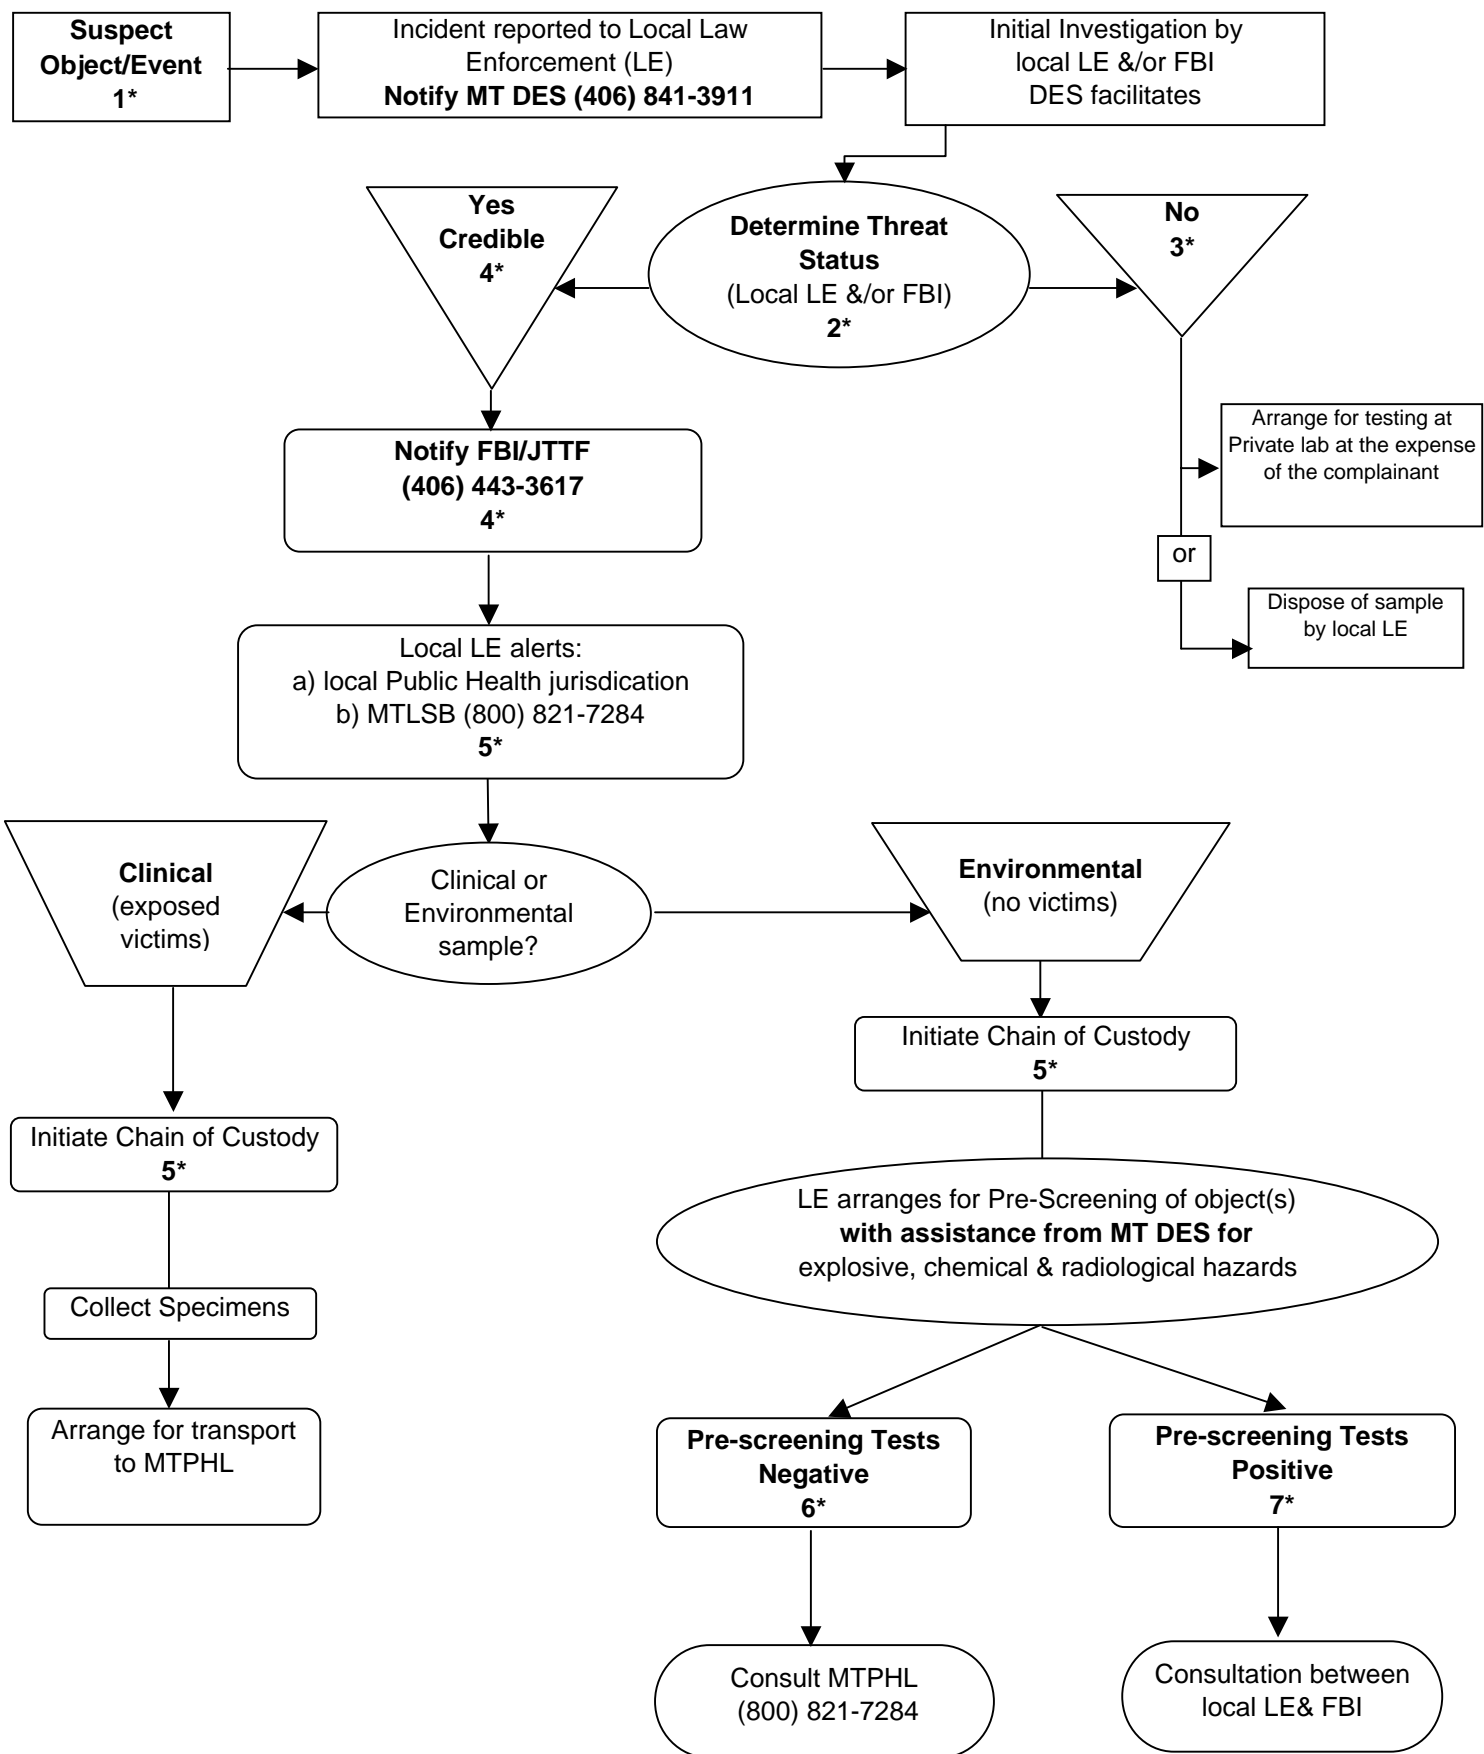 Suspect
Object/Event
1*
Incident reported to Local Law
Enforcement (LE)
Notify MT DES (406) 841-3911
Initial Investigation by
local LE &/or FBI
DES facilitates
Yes
Credible
4*
Determine Threat
Status
(Local LE &/or FBI)
2*
No
3*
Notify FBI/JTTF
(406) 443-3617
4*
Arrange for testing at
Private lab at the expense
of the complainant
or
Dispose of sample
by local LE
Local LE alerts:
a) local Public Health jurisdication
b) MTLSB (800) 821-7284
5*
Clinical
(exposed
victims)
Clinical or
Environmental
sample?
Environmental
(no victims)
Initiate Chain of Custody
5*
Initiate Chain of Custody
5*
LE arranges for Pre-Screening of object(s)
with assistance from MT DES for
explosive, chemical & radiological hazards
Collect Specimens
Arrange for transport
to MTPHL
Pre-screening Tests
Negative
6*
Pre-screening Tests
Positive
7*
Consult MTPHL
(800) 821-7284
Consultation between
local LE& FBI